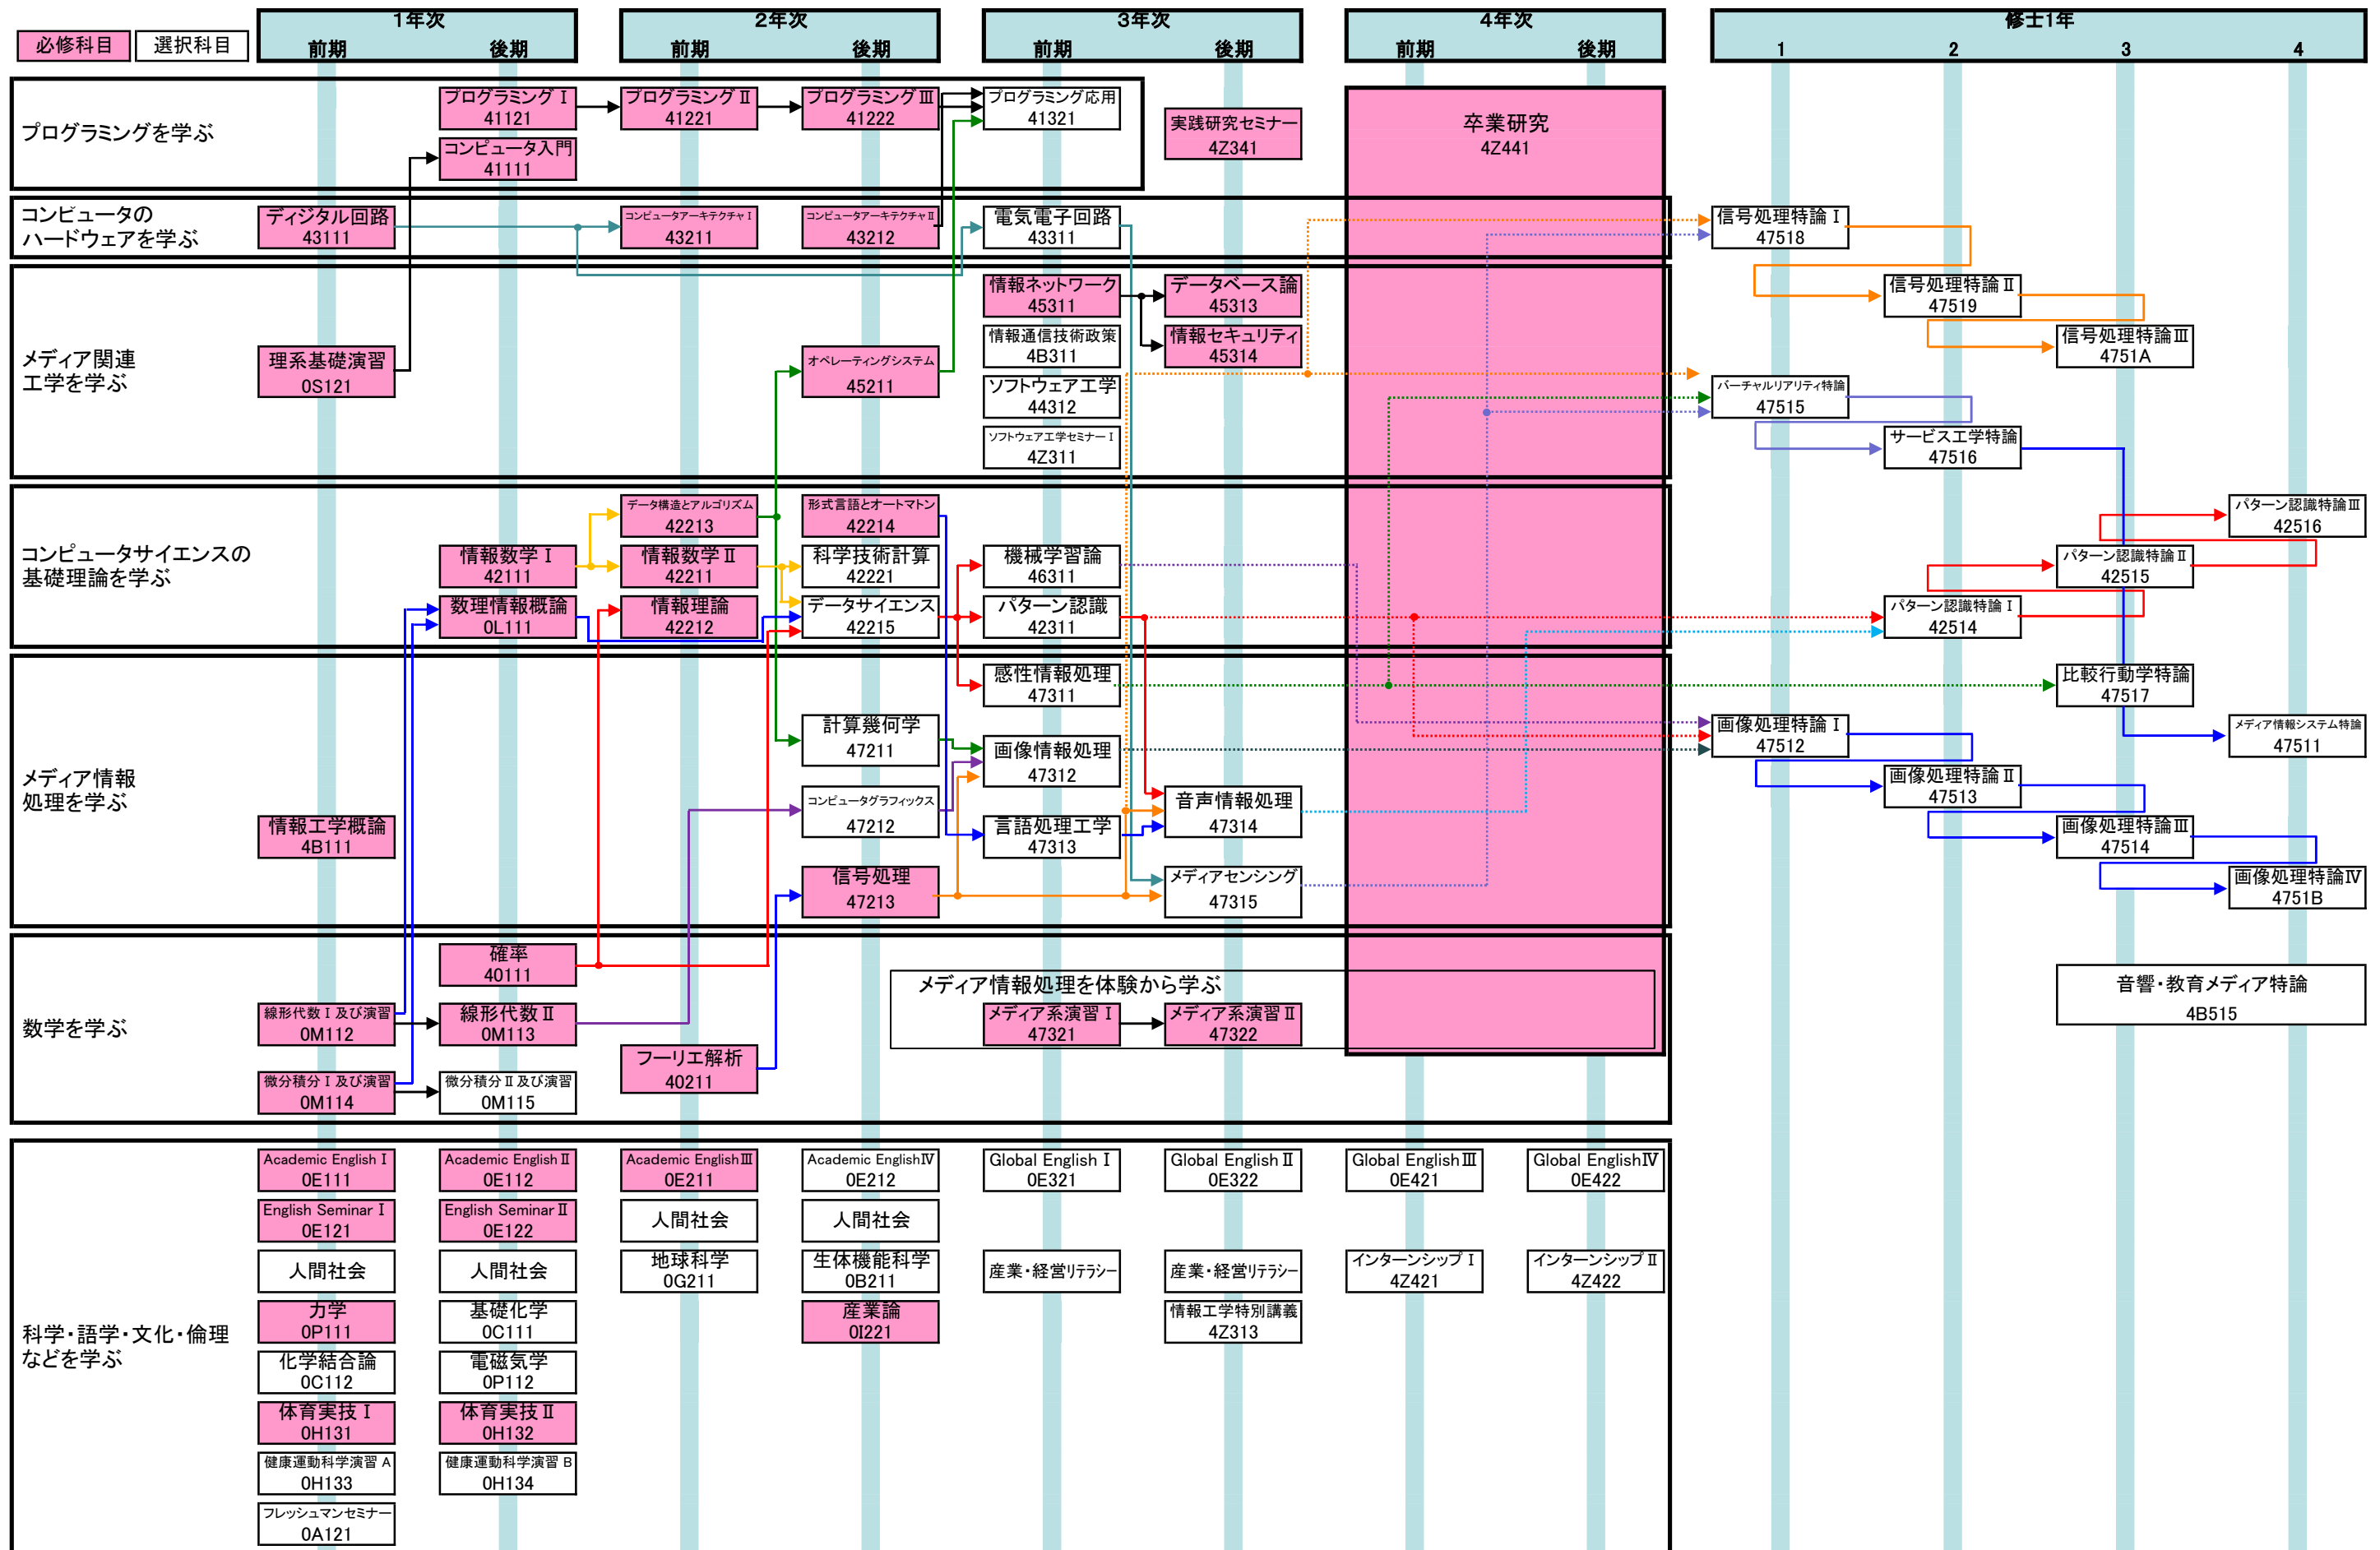 必修科目
選択科目
1年次
前期
後期
2年次
前期
後期
3年次
前期
後期
4年次
前期
後期
修士1年
1
2
3
4
プログラミングを学ぶ
プログラミングⅠ
41121
プログラミングⅡ
41221
プログラミングⅢ
41222
プログラミング応用
41321
コンピュータ入門
41111
実践研究セミナー
4Z341
卒業研究
4Z441
コンピュータの
ハードウェアを学ぶ
ディジタル回路
43111
コンピュータアーキテクチャⅠ
43211
コンピュータアーキテクチャⅡ
43212
電気電子回路
43311
信号処理特論Ⅰ
47518
メディア関連
工学を学ぶ
理系基礎演習
0S121
オペレーティングシステム
45211
情報ネットワーク
45311
データベース論
45313
情報通信技術政策
4B311
情報セキュリティ
45314
ソフトウェア工学
44312
ソフトウェア工学セミナーⅠ
4Z311
信号処理特論Ⅱ
47519
信号処理特論Ⅲ
4751A
バーチャルリアリティ特論
47515
サービス工学特論
47516
コンピュータサイエンスの
基礎理論を学ぶ
データ構造とアルゴリズム
42213
形式言語とオートマトン
42214
情報数学Ⅰ
42111
情報数学Ⅱ
42211
科学技術計算
42221
機械学習論
46311
数理情報概論
0L111
情報理論
42212
データサイエンス
42215
パターン認識
42311
パターン認識特論Ⅲ
42516
パターン認識特論Ⅱ
42515
パターン認識特論Ⅰ
42514
メディア情報
処理を学ぶ
感性情報処理
47311
比較行動学特論
47517
計算幾何学
47211
画像情報処理
47312
画像処理特論Ⅰ
47512
メディア情報システム特論
47511
コンピュータグラフィックス
47212
音声情報処理
47314
画像処理特論Ⅱ
47513
情報工学概論
4B111
言語処理工学
47313
画像処理特論Ⅲ
47514
信号処理
47213
メディアセンシング
47315
画像処理特論Ⅳ
4751B
数学を学ぶ
確率
40111
線形代数Ⅰ及び演習
0M112
線形代数Ⅱ
0M113
フーリエ解析
40211
微分積分Ⅰ及び演習
0M114
微分積分Ⅱ及び演習
0M115
メディア情報処理を体験から学ぶ
メディア系演習Ⅰ
47321
メディア系演習Ⅱ
47322
音響・教育メディア特論
4B515
科学・語学・文化・倫理
などを学ぶ
Academic EnglishⅠ
0E111
Academic EnglishⅡ
0E112
Academic EnglishⅢ
0E211
Academic EnglishⅣ
0E212
Global EnglishⅠ
0E321
Global EnglishⅡ
0E322
Global EnglishⅢ
0E421
Global EnglishⅣ
0E422
English SeminarⅠ
0E121
English SeminarⅡ
0E122
人間社会
人間社会
人間社会
人間社会
地球科学
0G211
生体機能科学
0B211
産業・経営リテラシー
産業・経営リテラシー
インターンシップⅠ
4Z421
インターンシップⅡ
4Z422
力学
0P111
基礎化学
0C111
産業論
0I221
情報工学特別講義
4Z313
化学結合論
0C112
電磁気学
0P112
体育実技Ⅰ
0H131
体育実技Ⅱ
0H132
健康運動科学演習A
0H133
健康運動科学演習B
0H134
フレッシュマンセミナー
0A121